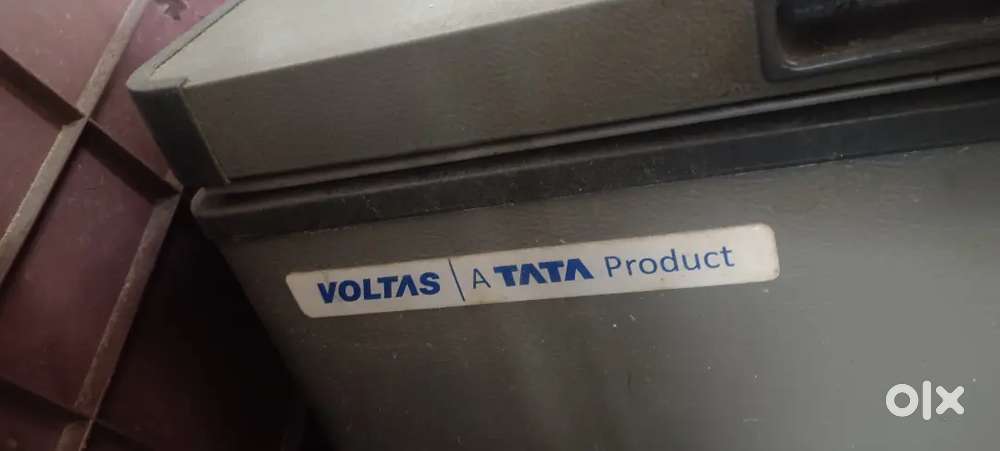 VOLTAS | A TATA Product
olx